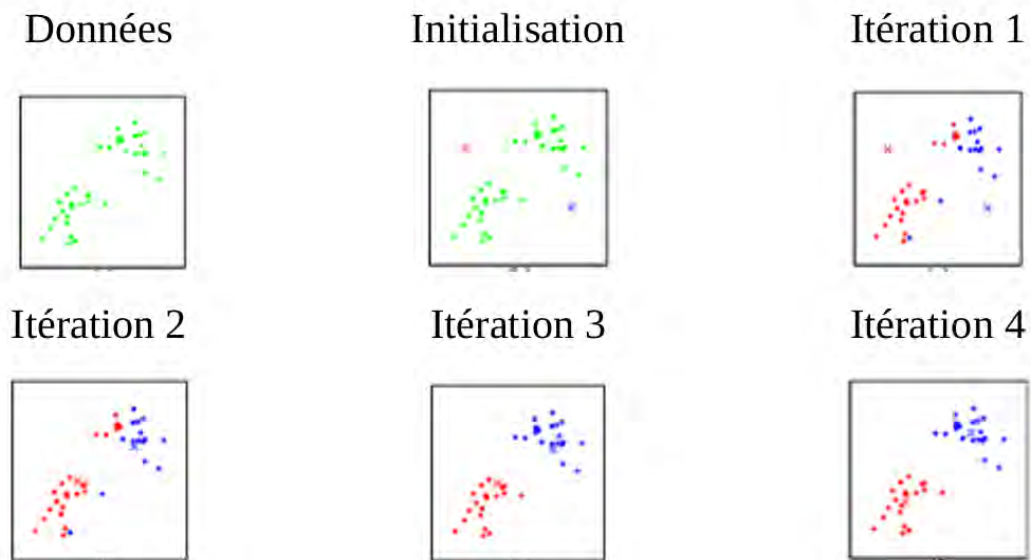 Données
Initialisation
Itération 1
Itération 2
Itération 3
Itération 4